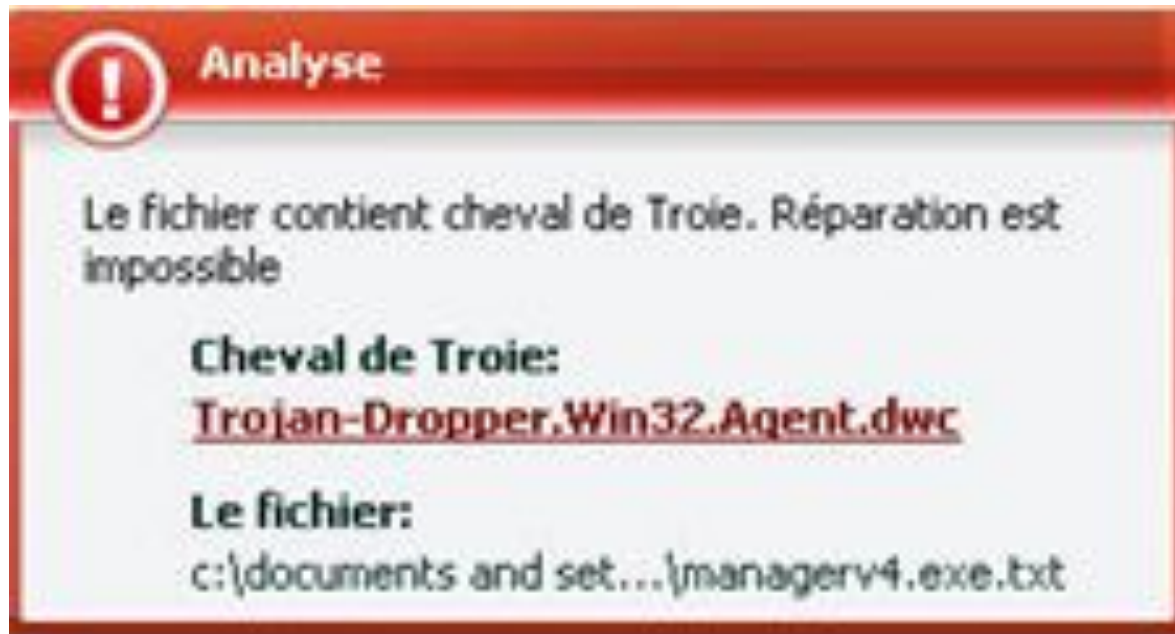 Analyse
Le fichier contient cheval de Troie. Réparation est
impossible
Cheval de Troie:
Trojan-Dropper.Win32.Agent.dwc
Le fichier:
c:\documents and set...\managerv4.exe.txt